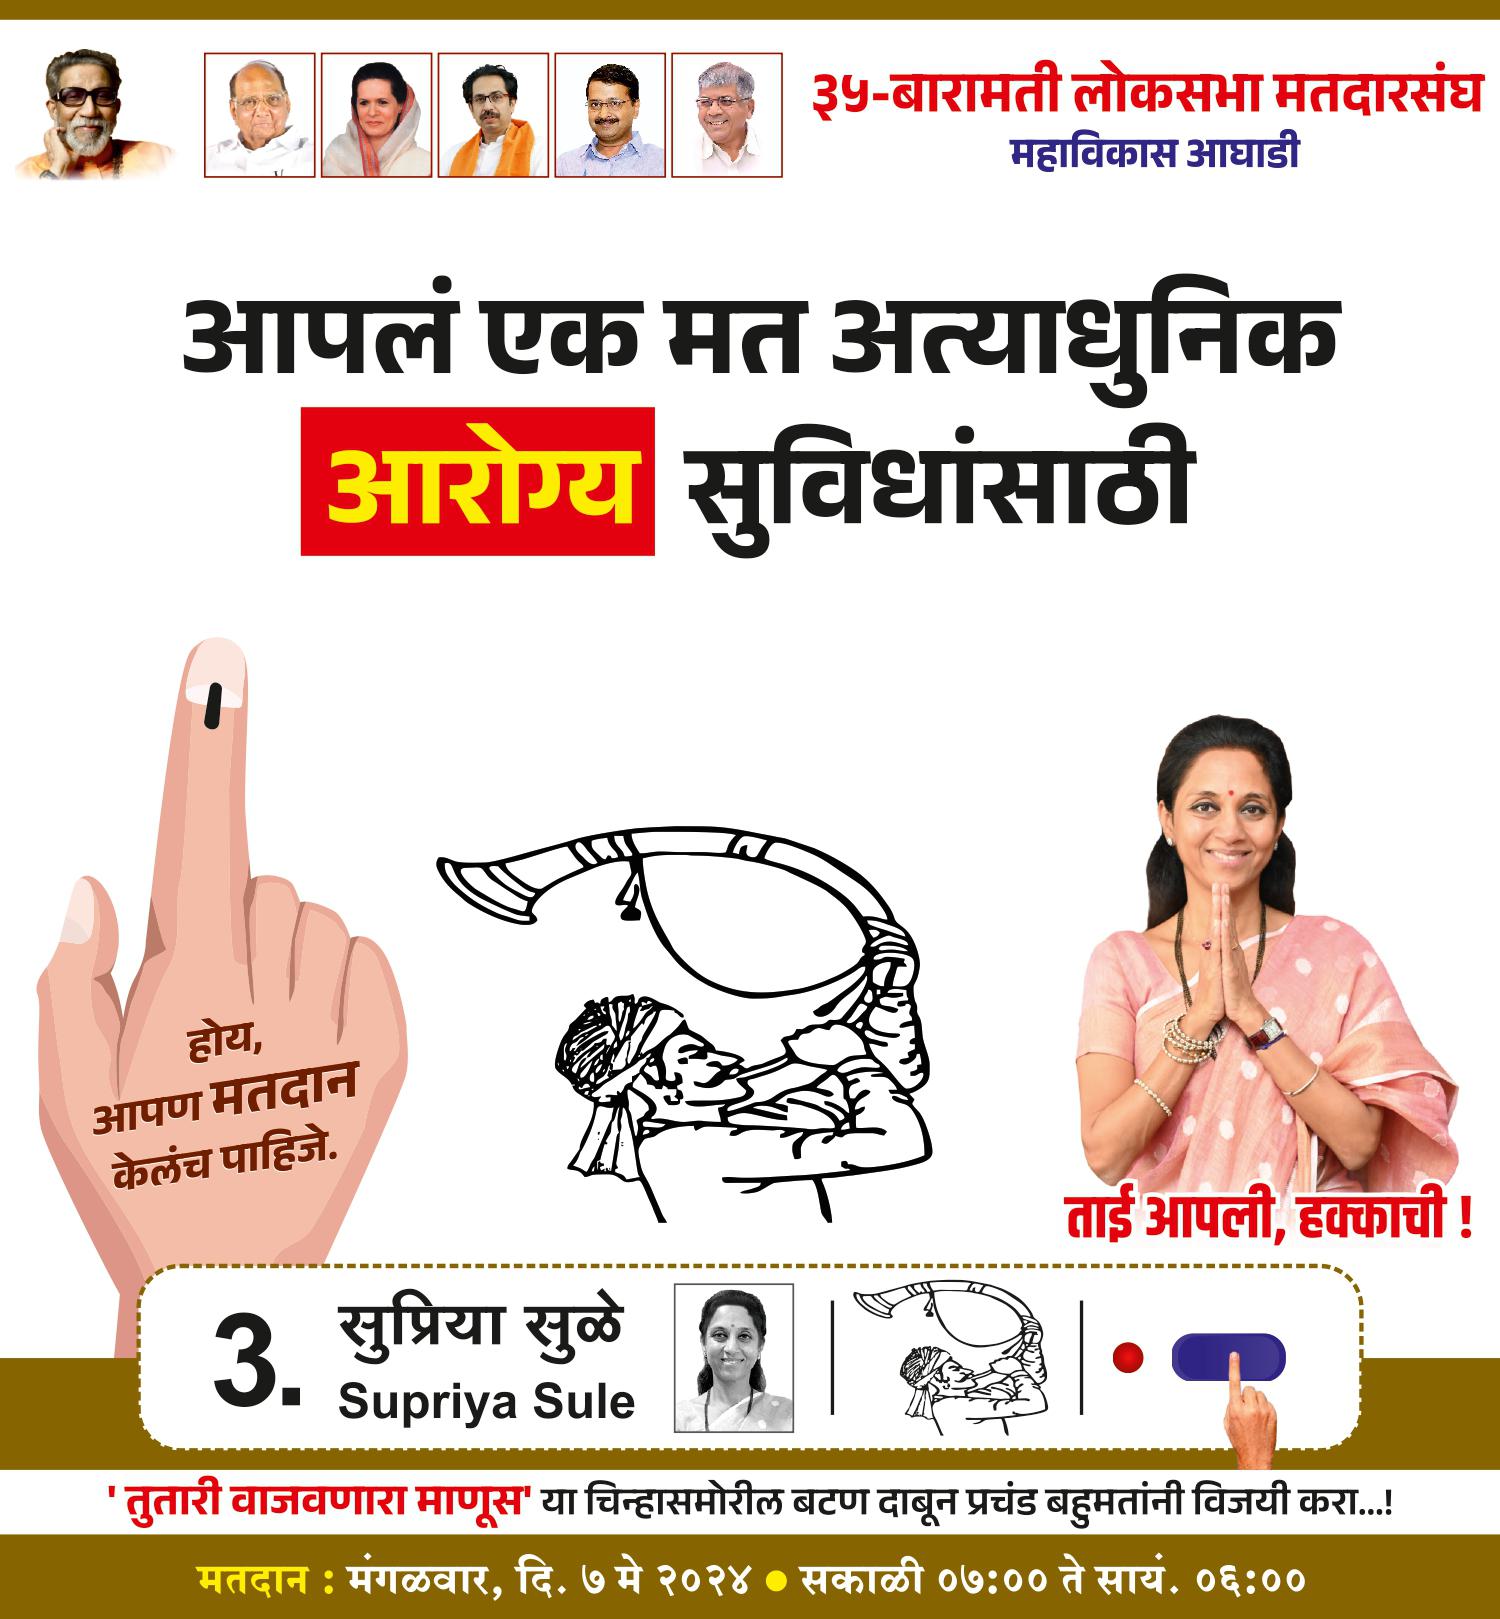 ३५-बारामती लोकसभा मतदारसंघ
महाविकास आघाडी
आपलं एक मत अत्याधुनिक
आरोग्य सुविधांसाठी
होय,
आपण मतदान
केलंच पाहिजे.
ताई आपली, हक्काची !
3.
सुप्रिया सुळे
Supriya Sule
' तुतारी वाजवणारा माणूस' या चिन्हासमोरील बटण दाबून प्रचंड बहुमतांनी विजयी करा...!
मतदान : मंगळवार, दि. ७ मे २०२४ ● सकाळी ०७:०० ते सायं. ०६:००